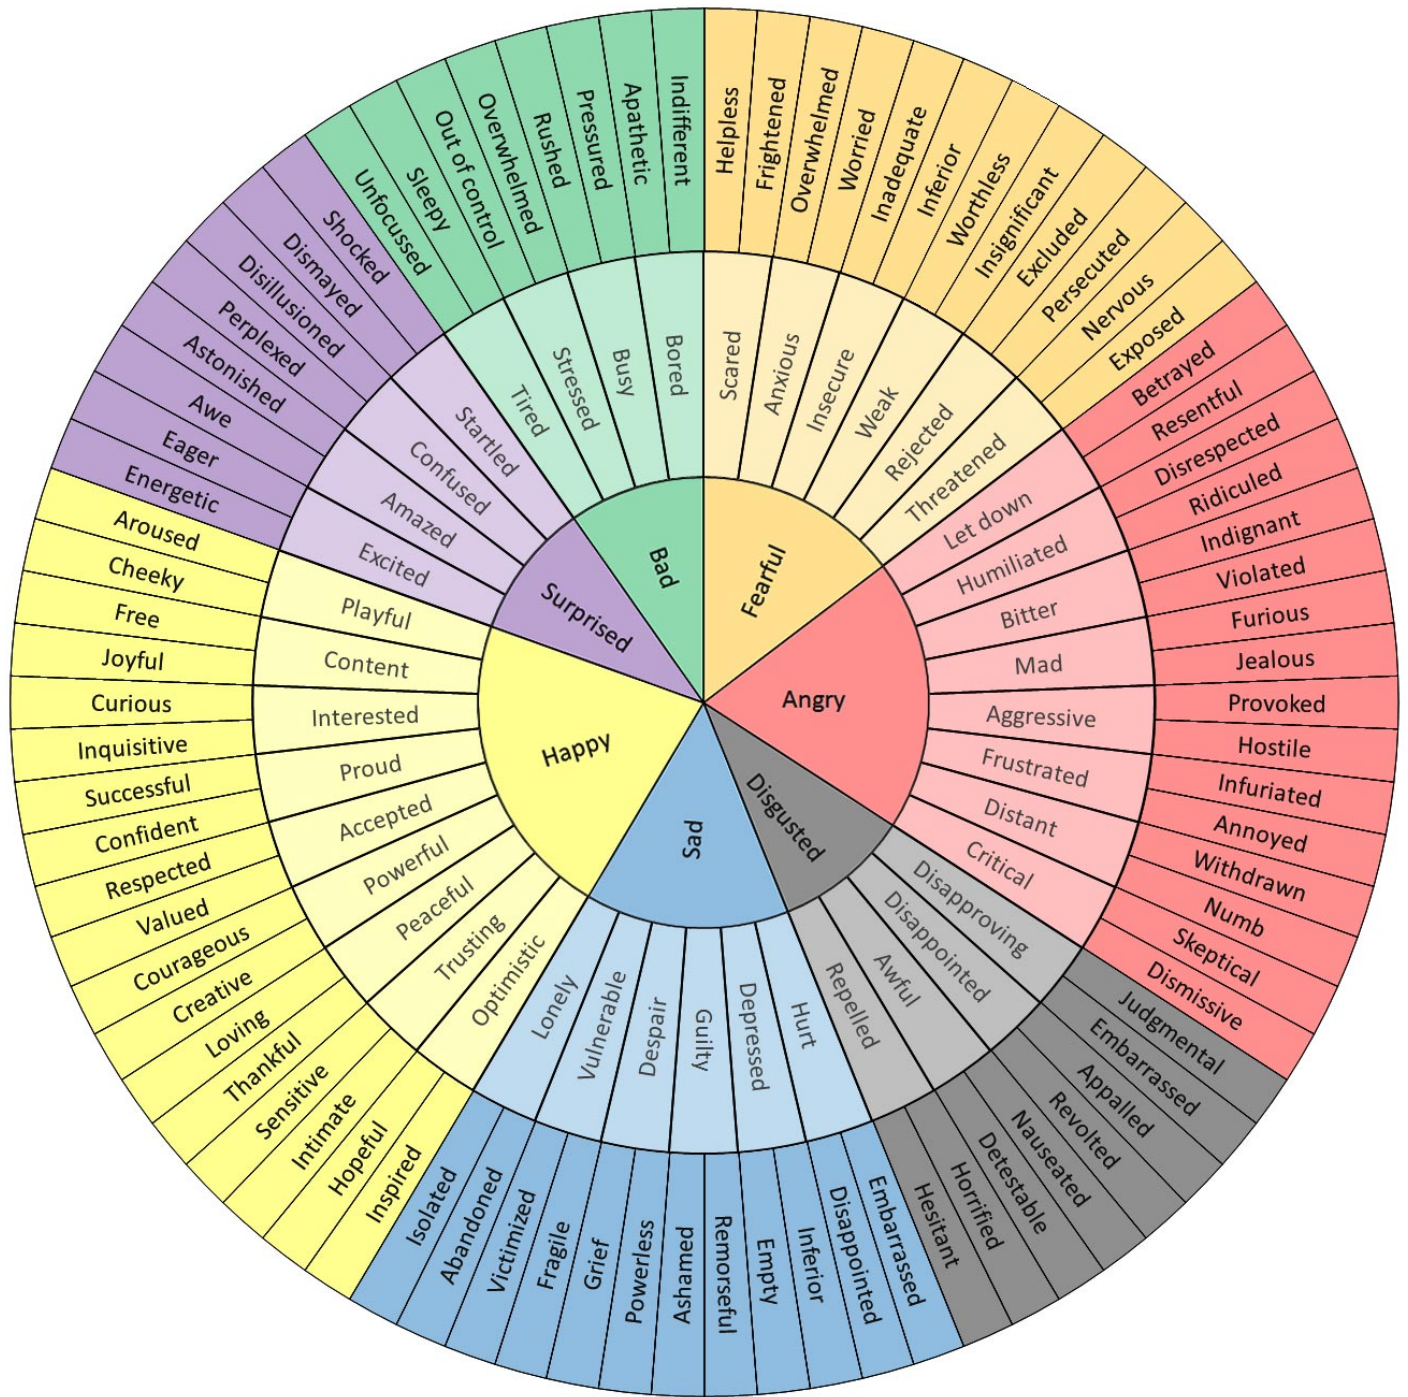 Fearful
Angry
Disgusted
Sad
Happy
Surprised
Bad
Scared
Anxious
Insecure
Weak
Rejected
Threatened
Let down
Humiliated
Bitter
Mad
Aggressive
Frustrated
Distant
Critical
Disapproving
Disappointed
Awful
Repelled
Hurt
Depressed
Guilty
Despair
Vulnerable
Lonely
Optimistic
Trusting
Peaceful
Powerful
Accepted
Proud
Interested
Content
Playful
Excited
Amazed
Confused
Startled
Tired
Stressed
Busy
Bored
Helpless
Frightened
Overwhelmed
Worried
Inadequate
Inferior
Worthless
Insignificant
Excluded
Persecuted
Nervous
Exposed
Betrayed
Resentful
Disrespected
Ridiculed
Indignant
Violated
Furious
Jealous
Provoked
Hostile
Infuriated
Annoyed
Withdrawn
Numb
Skeptical
Dismissive
Judgmental
Embarrassed
Appalled
Revolted
Nauseated
Detestable
Horrified
Hesitant
Embarrassed
Disappointed
Inferior
Empty
Remorseful
Ashamed
Powerless
Grief
Fragile
Victimized
Abandoned
Isolated
Inspired
Hopeful
Intimate
Sensitive
Thankful
Loving
Creative
Courageous
Valued
Respected
Confident
Successful
Inquisitive
Curious
Joyful
Free
Cheeky
Aroused
Energetic
Eager
Awe
Astonished
Perplexed
Disillusioned
Dismayed
Shocked
Unfocussed
Sleepy
Out of control
Overwhelmed
Rushed
Pressured
Apathetic
Indifferent